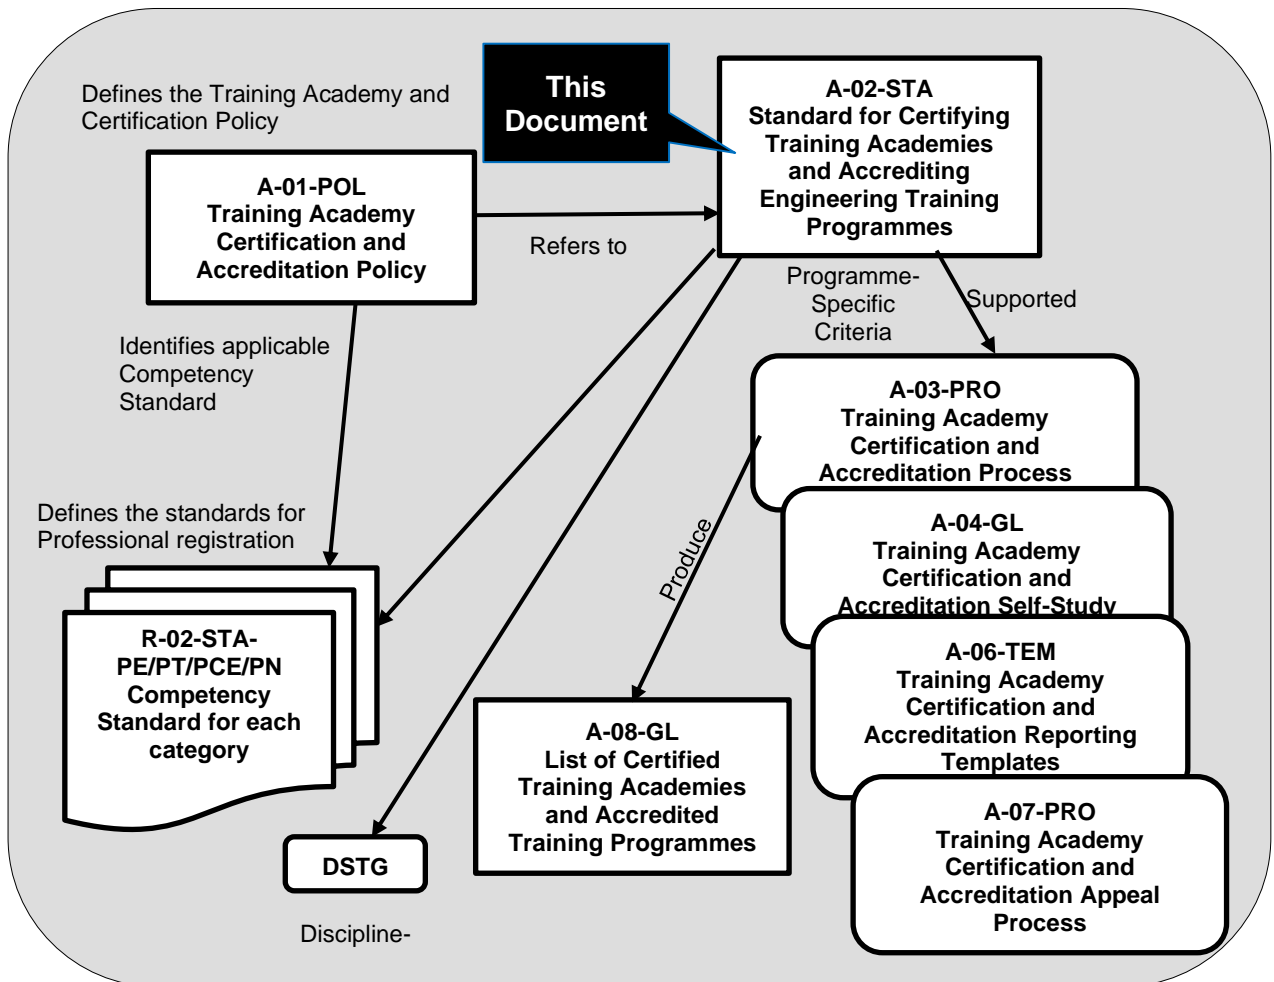 This
Document
A-02-STA
Standard for Certifying
Training Academies
and Accrediting
Engineering Training
Programmes
Defines the Training Academy and
Certification Policy
A-01-POL
Training Academy
Certification and
Accreditation Policy
Refers to
Programme-
Specific
Criteria
Supported
Identifies applicable
Competency
Standard
A-03-PRO
Training Academy
Certification and
Accreditation Process
Defines the standards for
Professional registration
Produce
A-04-GL
Training Academy
Certification and
Accreditation Self-Study
R-02-STA-
PE/PT/PCE/PN
Competency
Standard for each
category
A-06-TEM
Training Academy
Certification and
Accreditation Reporting
Templates
A-08-GL
List of Certified
Training Academies
and Accredited
Training Programmes
A-07-PRO
Training Academy
Certification and
Accreditation Appeal
Process
DSTG
Discipline-